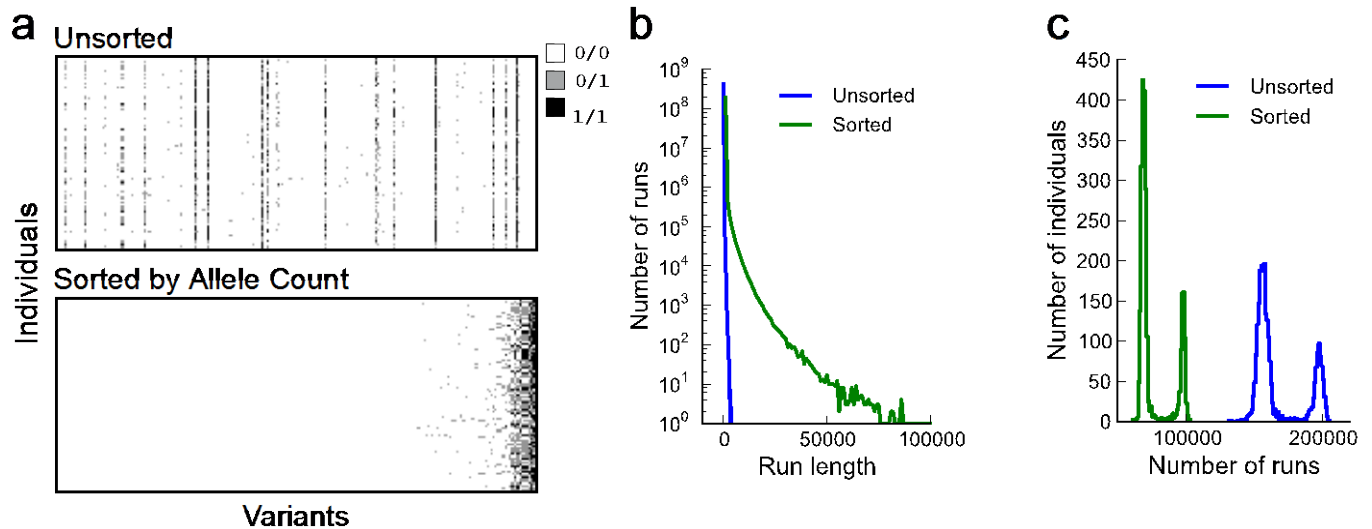 a
Unsorted
0/0
0/1
1/1
Sorted by Allele Count
Individuals
Variants
b
10^9
10^8
10^7
10^6
10^5
10^4
10^3
10^2
10^1
10^0
Number of runs
Unsorted
Sorted
0 50000 100000
Run length
c
450
400
350
300
250
200
150
100
50
0
Number of individuals
Unsorted
Sorted
100000 200000
Number of runs